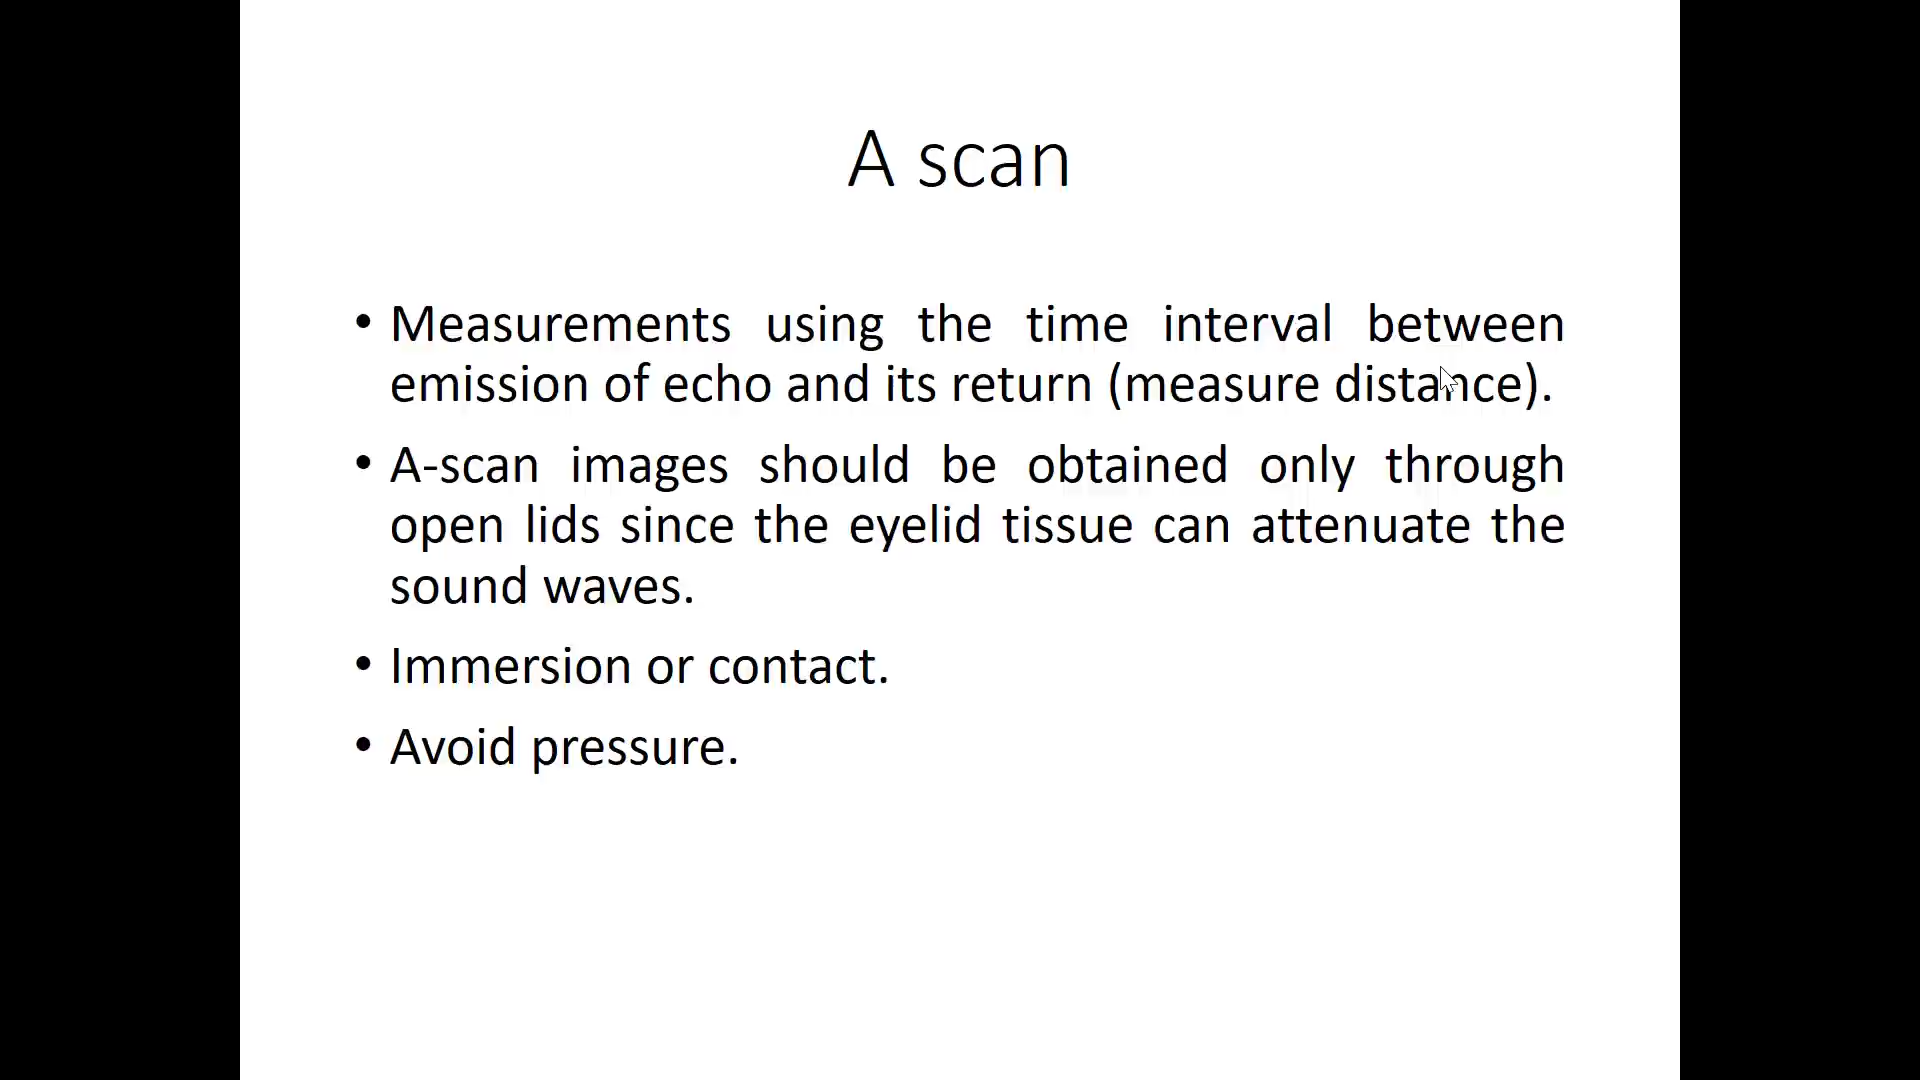 A scan
• Measurements using the time interval between
emission of echo and its return (measure distance).
• A-scan images should be obtained only through
open lids since the eyelid tissue can attenuate the
sound waves.
• Immersion or contact.
• Avoid pressure.